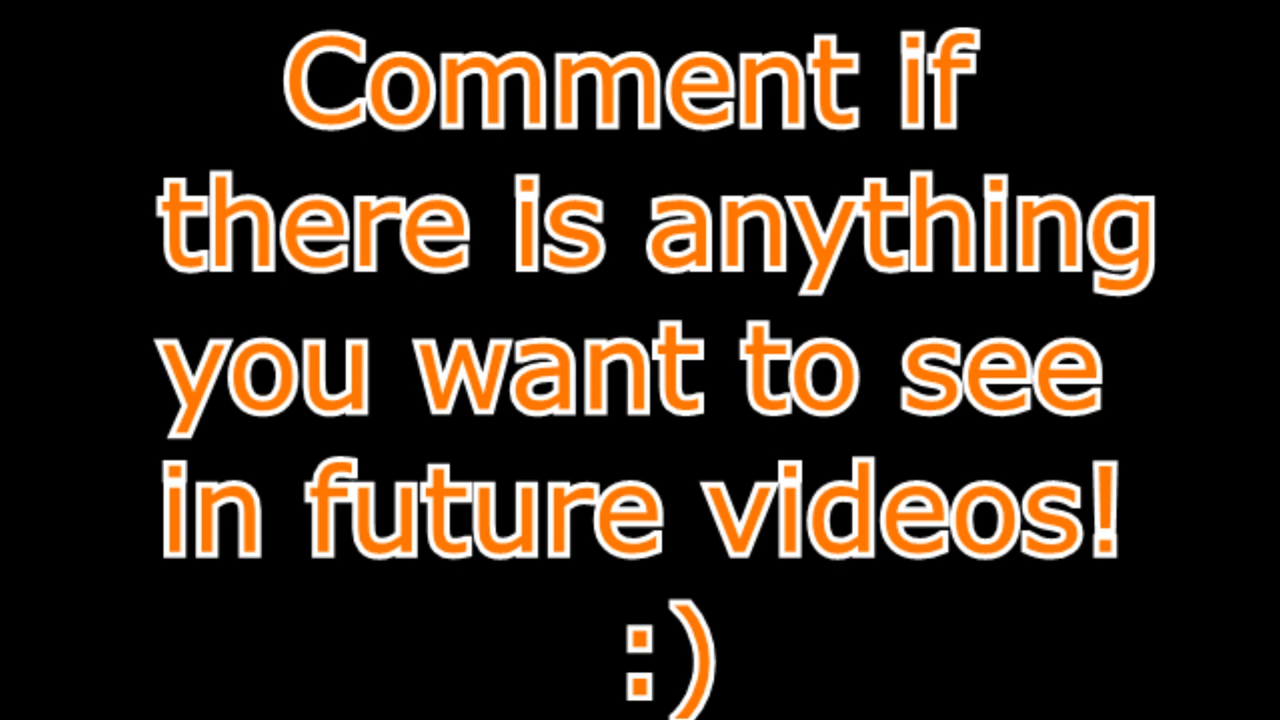 Comment if
there is anything
you want to see
in future videos!
:)